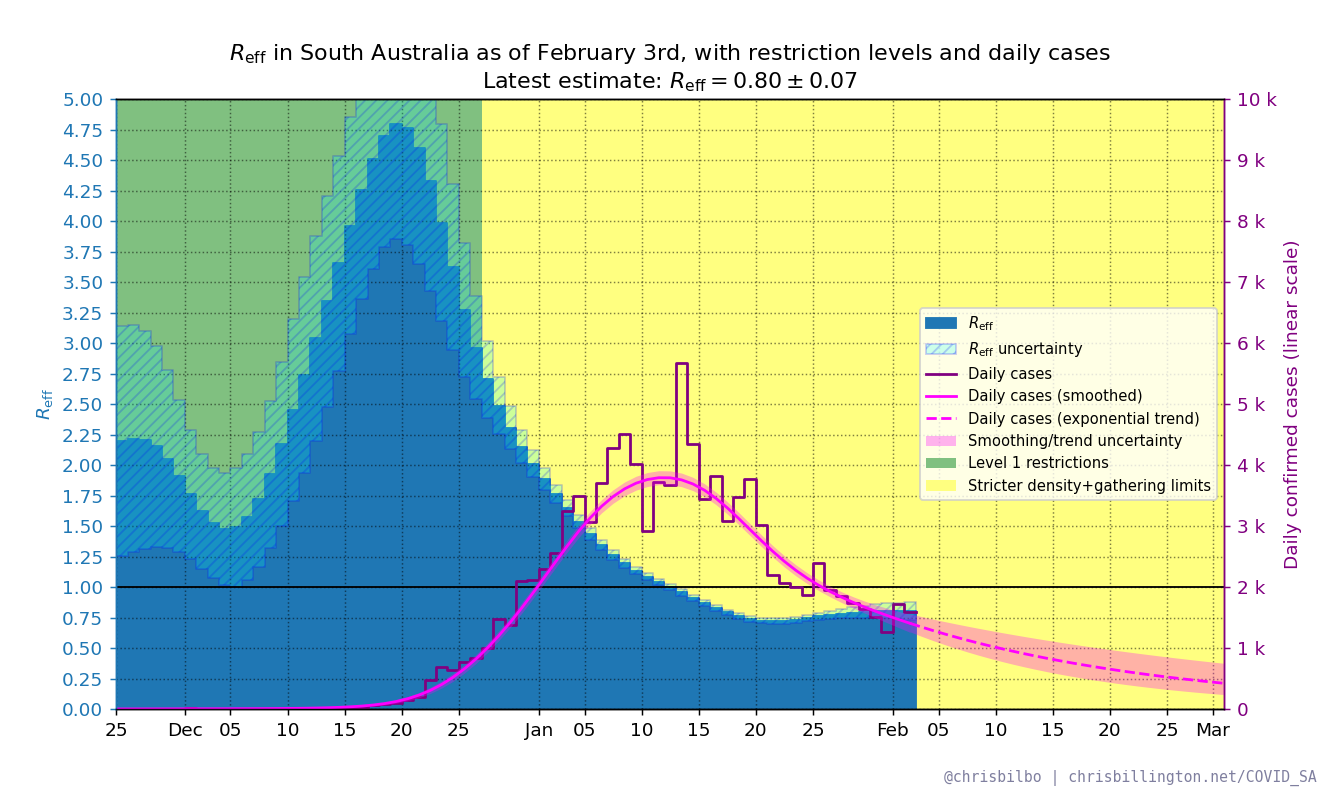 R_eff in South Australia as of February 3rd, with restriction levels and daily cases
Latest estimate: R_eff = 0.80 ± 0.07
5.00
4.75
4.50
4.25
4.00
3.75
3.50
3.25
3.00
2.75
2.50
2.25
2.00
1.75
1.50
1.25
1.00
0.75
0.50
0.25
0.00
R_eff
10 k
9 k
8 k
7 k
6 k
5 k
4 k
3 k
2 k
1 k
0
Daily confirmed cases (linear scale)
R_eff
R_eff uncertainty
Daily cases
Daily cases (smoothed)
Daily cases (exponential trend)
Smoothing/trend uncertainty
Level 1 restrictions
Stricter density+gathering limits
25 Dec 05 10 15 20 25 Jan 05 10 15 20 25 Feb 05 10 15 20 25 Mar
@chrisbilbo | chrisbillington.net/COVID_SA